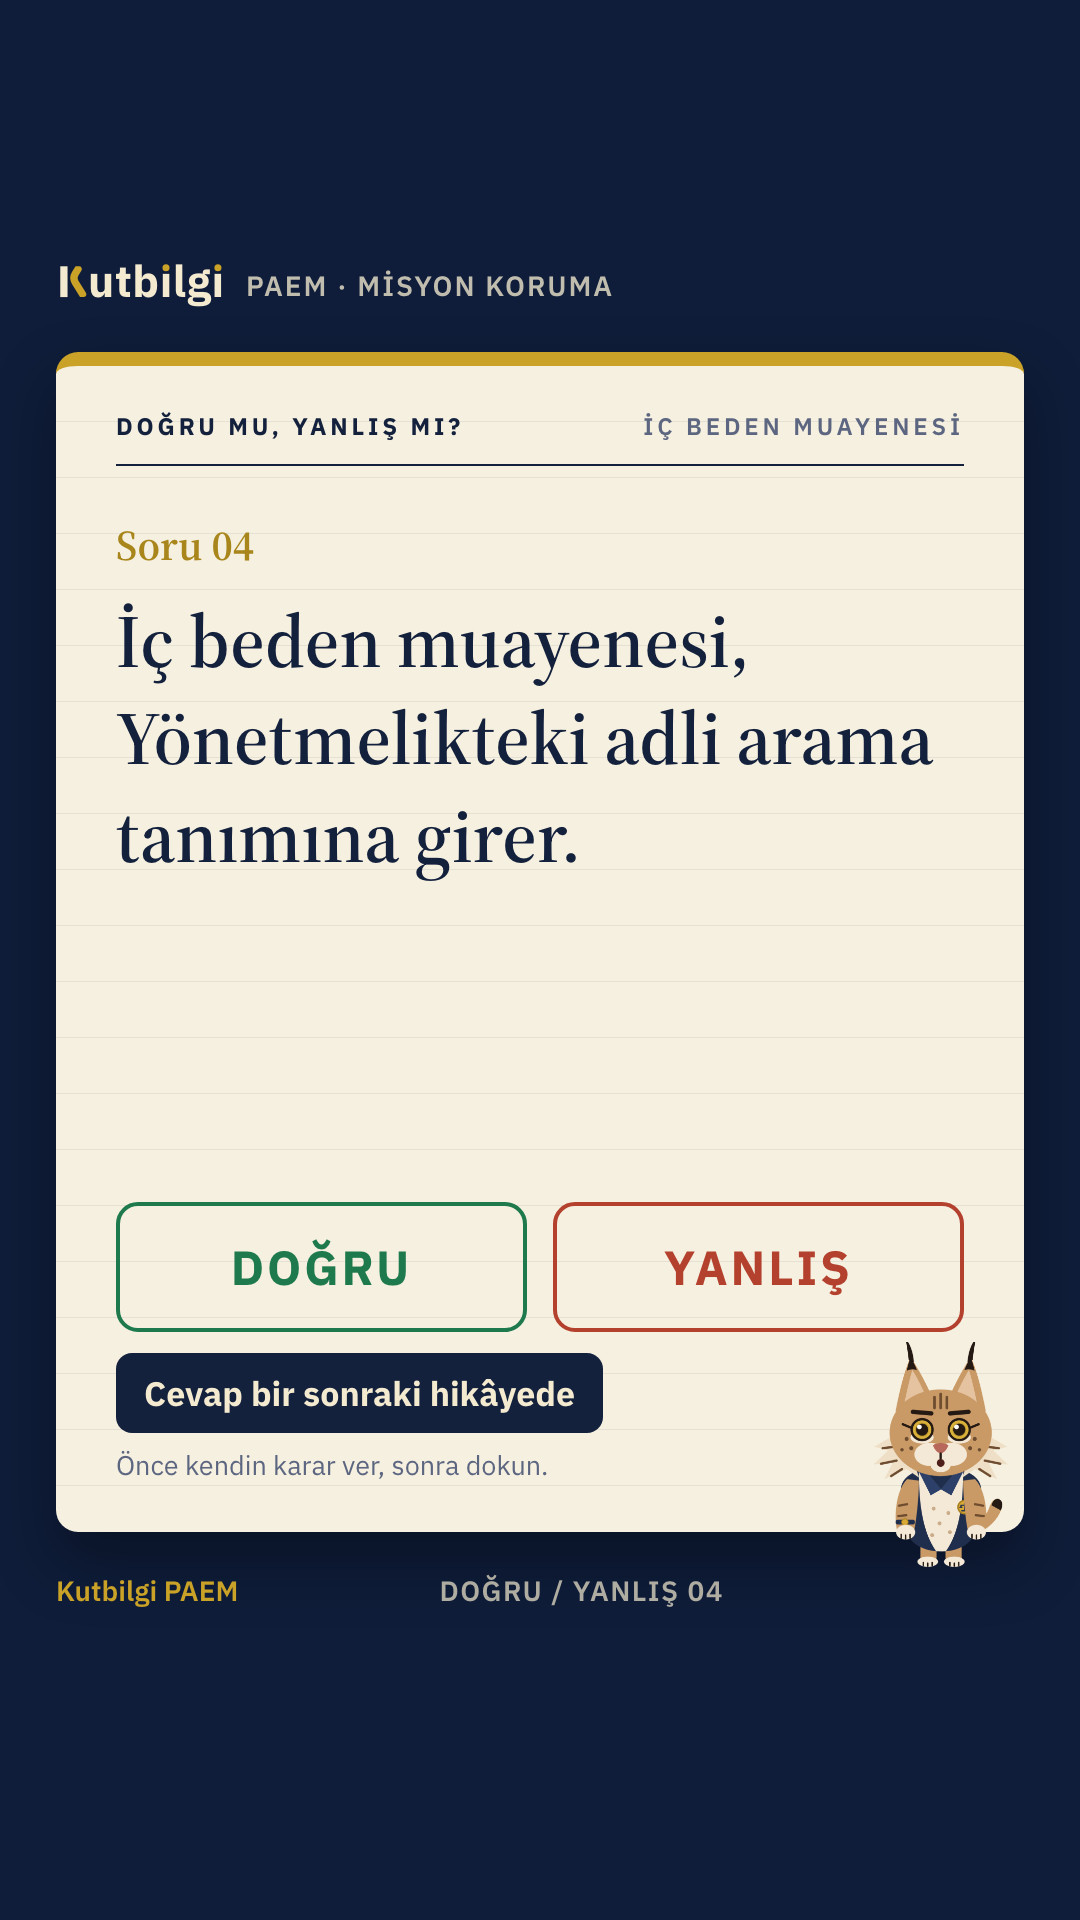 Kutbilgi PAEM · MİSYON KORUMA
DOĞRU MU, YANLIŞ MI? İÇ BEDEN MUAYENESİ
Soru 04
İç beden muayenesi,
Yönetmelikteki adli arama
tanımına girer.
DOĞRU YANLIŞ
Cevap bir sonraki hikâyede
Önce kendin karar ver, sonra dokun.
Kutbilgi PAEM DOĞRU / YANLIŞ 04